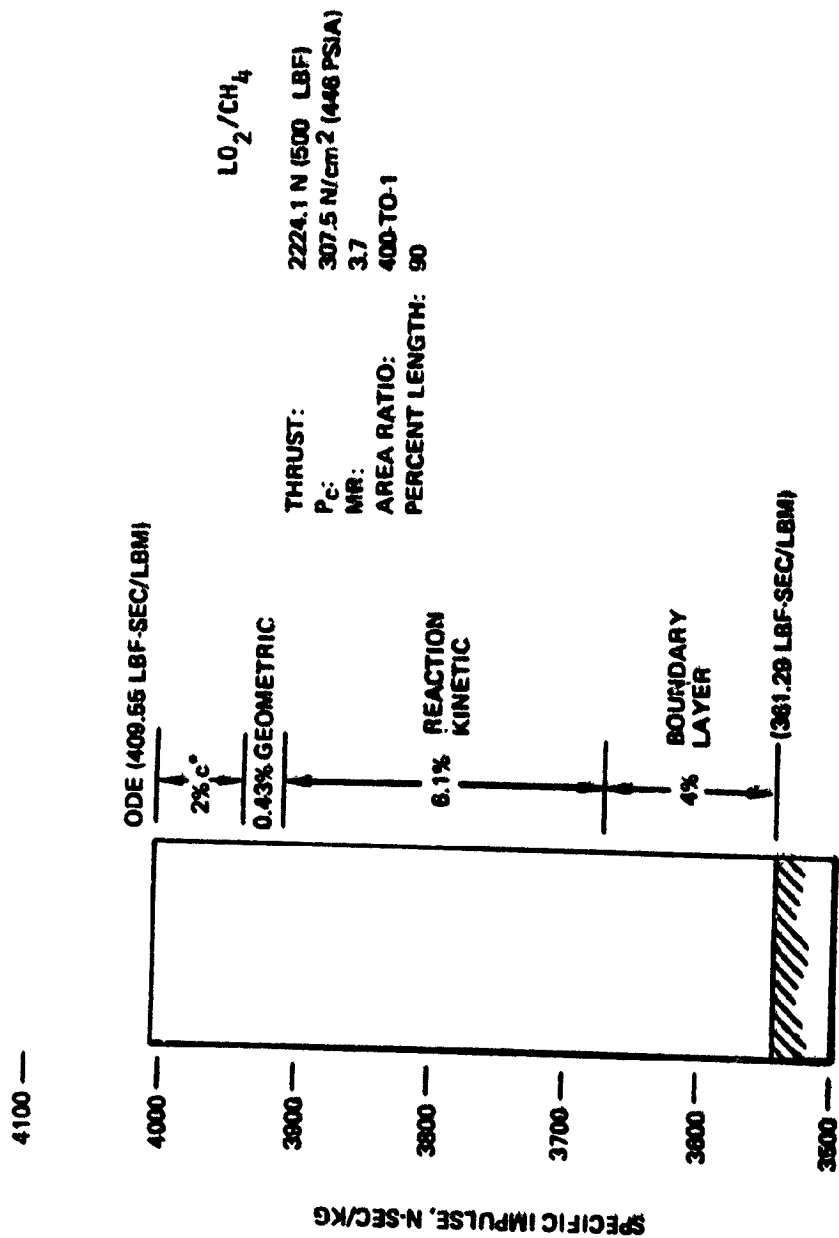 LO2/CH4
THRUST: 2224.1 N (500 LBF)
Pc: 307.5 N/cm2 (446 PSIA)
MR: 3.7
AREA RATIO: 400-TO-1
PERCENT LENGTH: 90
ODE (409.55 LBF-SEC/LBM)
2% c*
0.43% GEOMETRIC
6.1% REACTION
KINETIC
4% BOUNDARY
LAYER
(361.29 LBF-SEC/LBM)
4100
4000
3900
3800
3700
3600
3500
SPECIFIC IMPULSE, N-SEC/KG